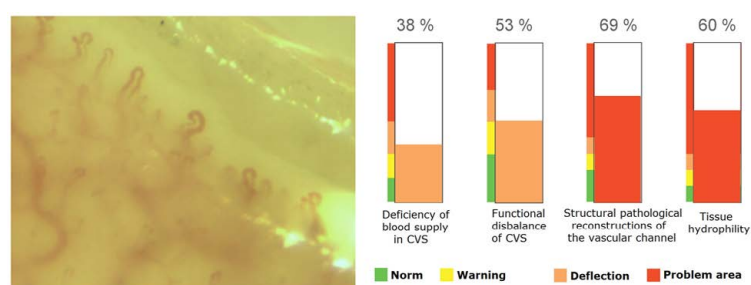 38 % 53 % 69 % 60 %
Deficiency of
blood supply
in CVS
Functional
disbalance
of CVS
Structural pathological
reconstructions of
the vascular channel
Tissue
hydrophility
Norm Warning Deflection Problem area